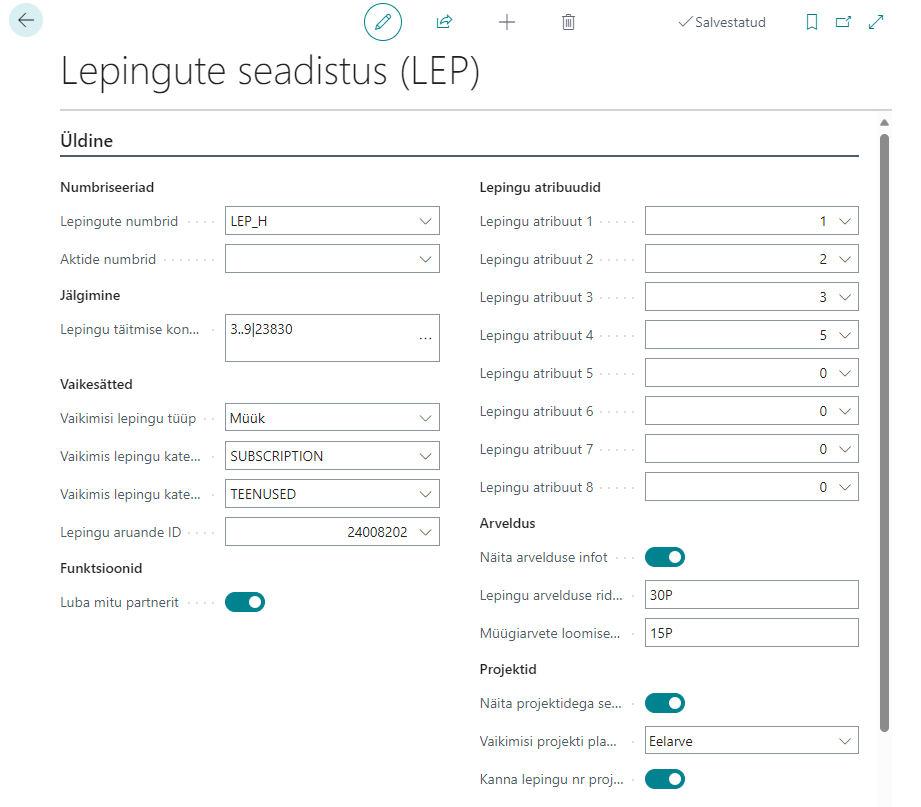 Salvestatud
Lepingute seadistus (LEP)
Üldine
Numbriseeriad
Lepingute numbrid
LEP_H
Aktide numbrid
Jälgimine
Lepingu täitmise kon...
3..9|23830
...
Vaikesätted
Vaikimisi lepingu tüüp
Müük
Vaikimis lepingu kate...
SUBSCRIPTION
Vaikimis lepingu kate...
TEENUSED
Lepingu aruande ID
24008202
Funktsioonid
Luba mitu partnerit
Lepingu atribuudid
Lepingu atribuut 1
1
Lepingu atribuut 2
2
Lepingu atribuut 3
3
Lepingu atribuut 4
5
Lepingu atribuut 5
0
Lepingu atribuut 6
0
Lepingu atribuut 7
0
Lepingu atribuut 8
0
Arveldus
Näita arvelduse infot
Lepingu arvelduse rid...
30P
Müügiarvete loomise...
15P
Projektid
Näita projektidega se...
Vaikimisi projekti pla...
Eelarve
Kanna lepingu nr proj...